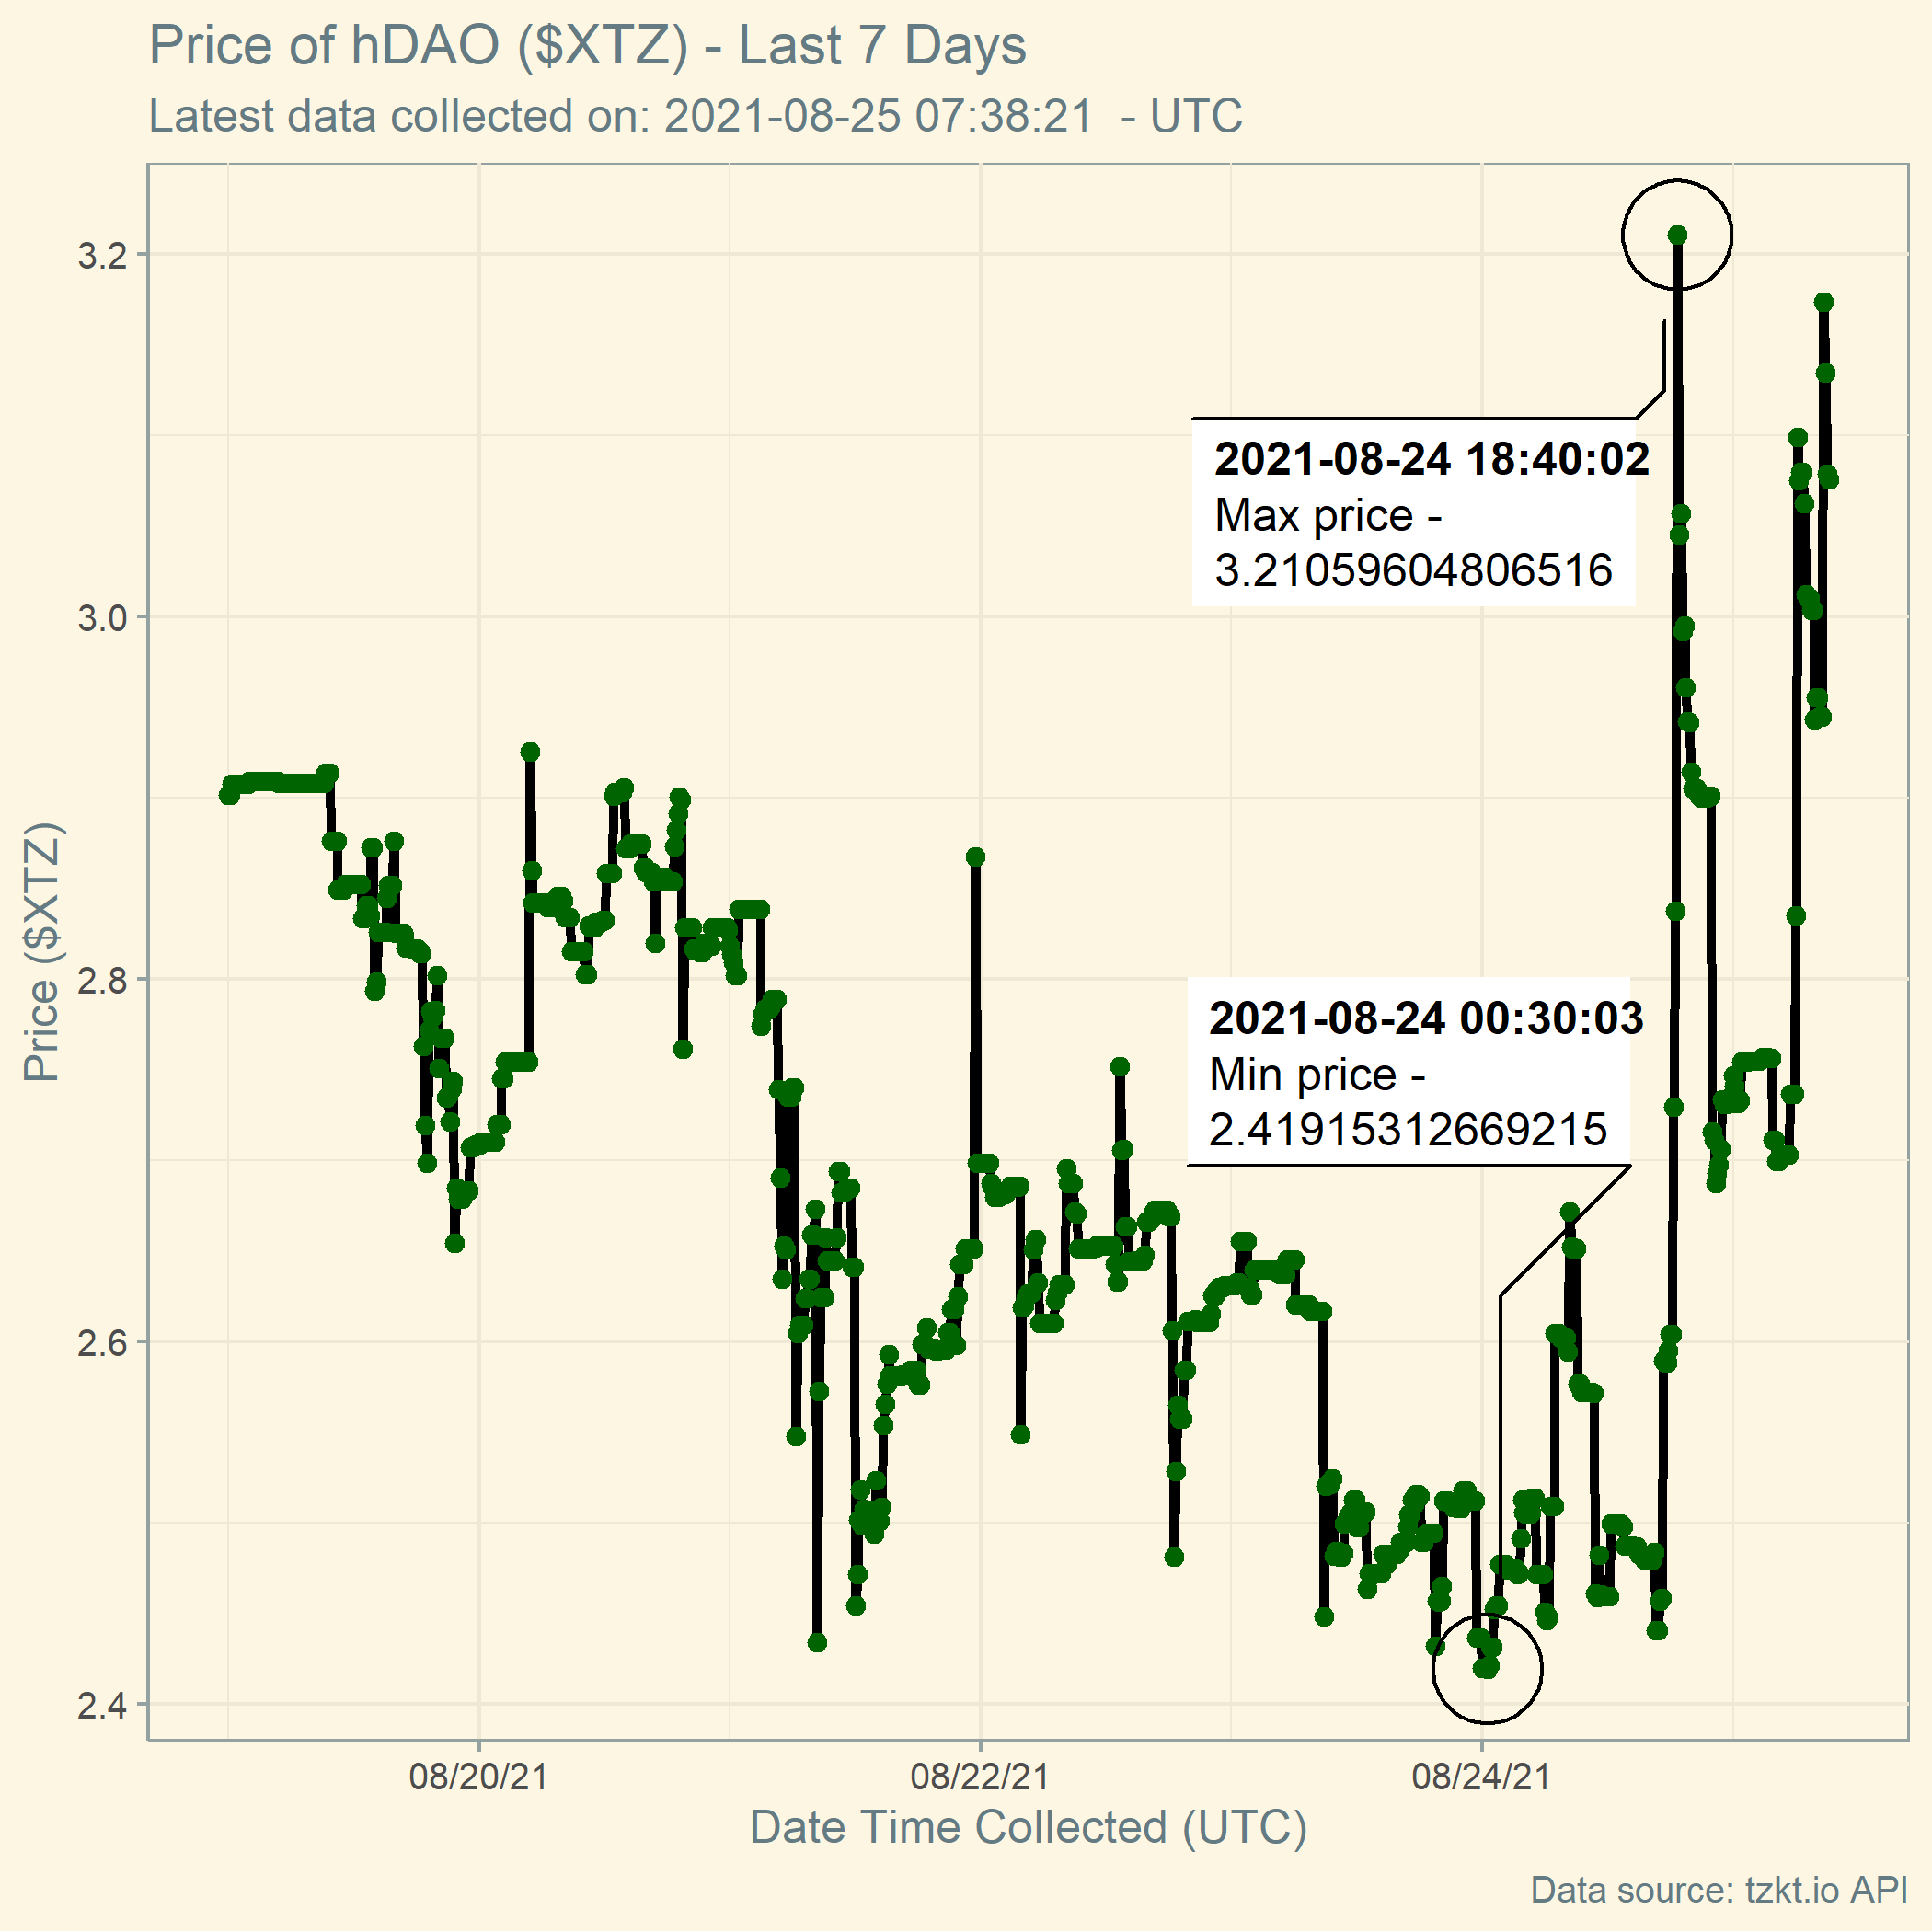 Price of hDAO ($XTZ) - Last 7 Days
Latest data collected on: 2021-08-25 07:38:21  - UTC
Price ($XTZ)
3.2
3.0
2.8
2.6
2.4
2021-08-24 18:40:02
Max price -
3.21059604806516
2021-08-24 00:30:03
Min price -
2.41915312669215
08/20/21
08/22/21
08/24/21
Date Time Collected (UTC)
Data source: tzkt.io API